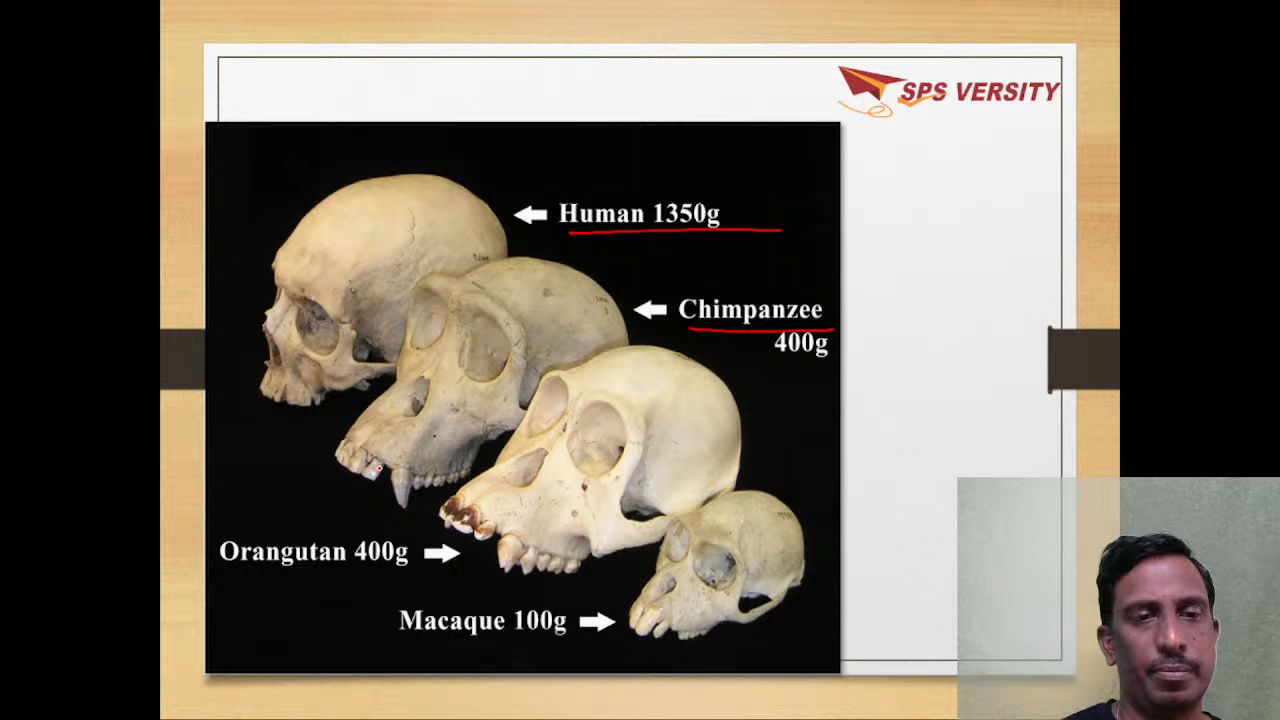 SPS VERSITY
Human 1350g
Chimpanzee
400g
Orangutan 400g
Macaque 100g